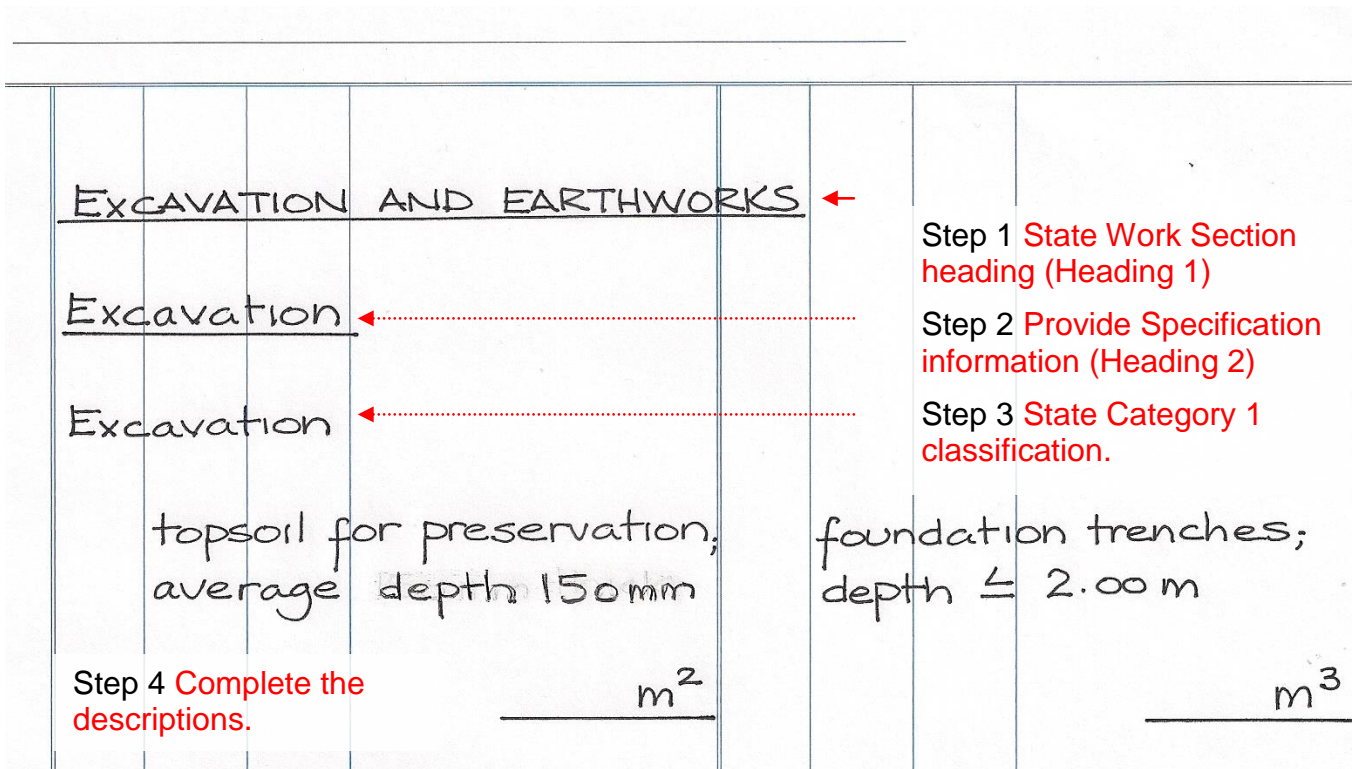 EXCAVATION AND EARTHWORKS
Step 1 State Work Section
heading (Heading 1)
Excavation
Step 2 Provide Specification
information (Heading 2)
Excavation
Step 3 State Category 1
classification.
topsoil for preservation;
average depth 150mm
m²
foundation trenches;
depth ≤ 2.00 m
m³
Step 4 Complete the
descriptions.